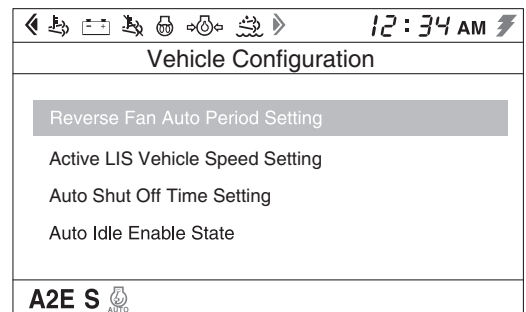 12:34 AM
Vehicle Configuration
Reverse Fan Auto Period Setting
Active LIS Vehicle Speed Setting
Auto Shut Off Time Setting
Auto Idle Enable State
A2E S AUTO